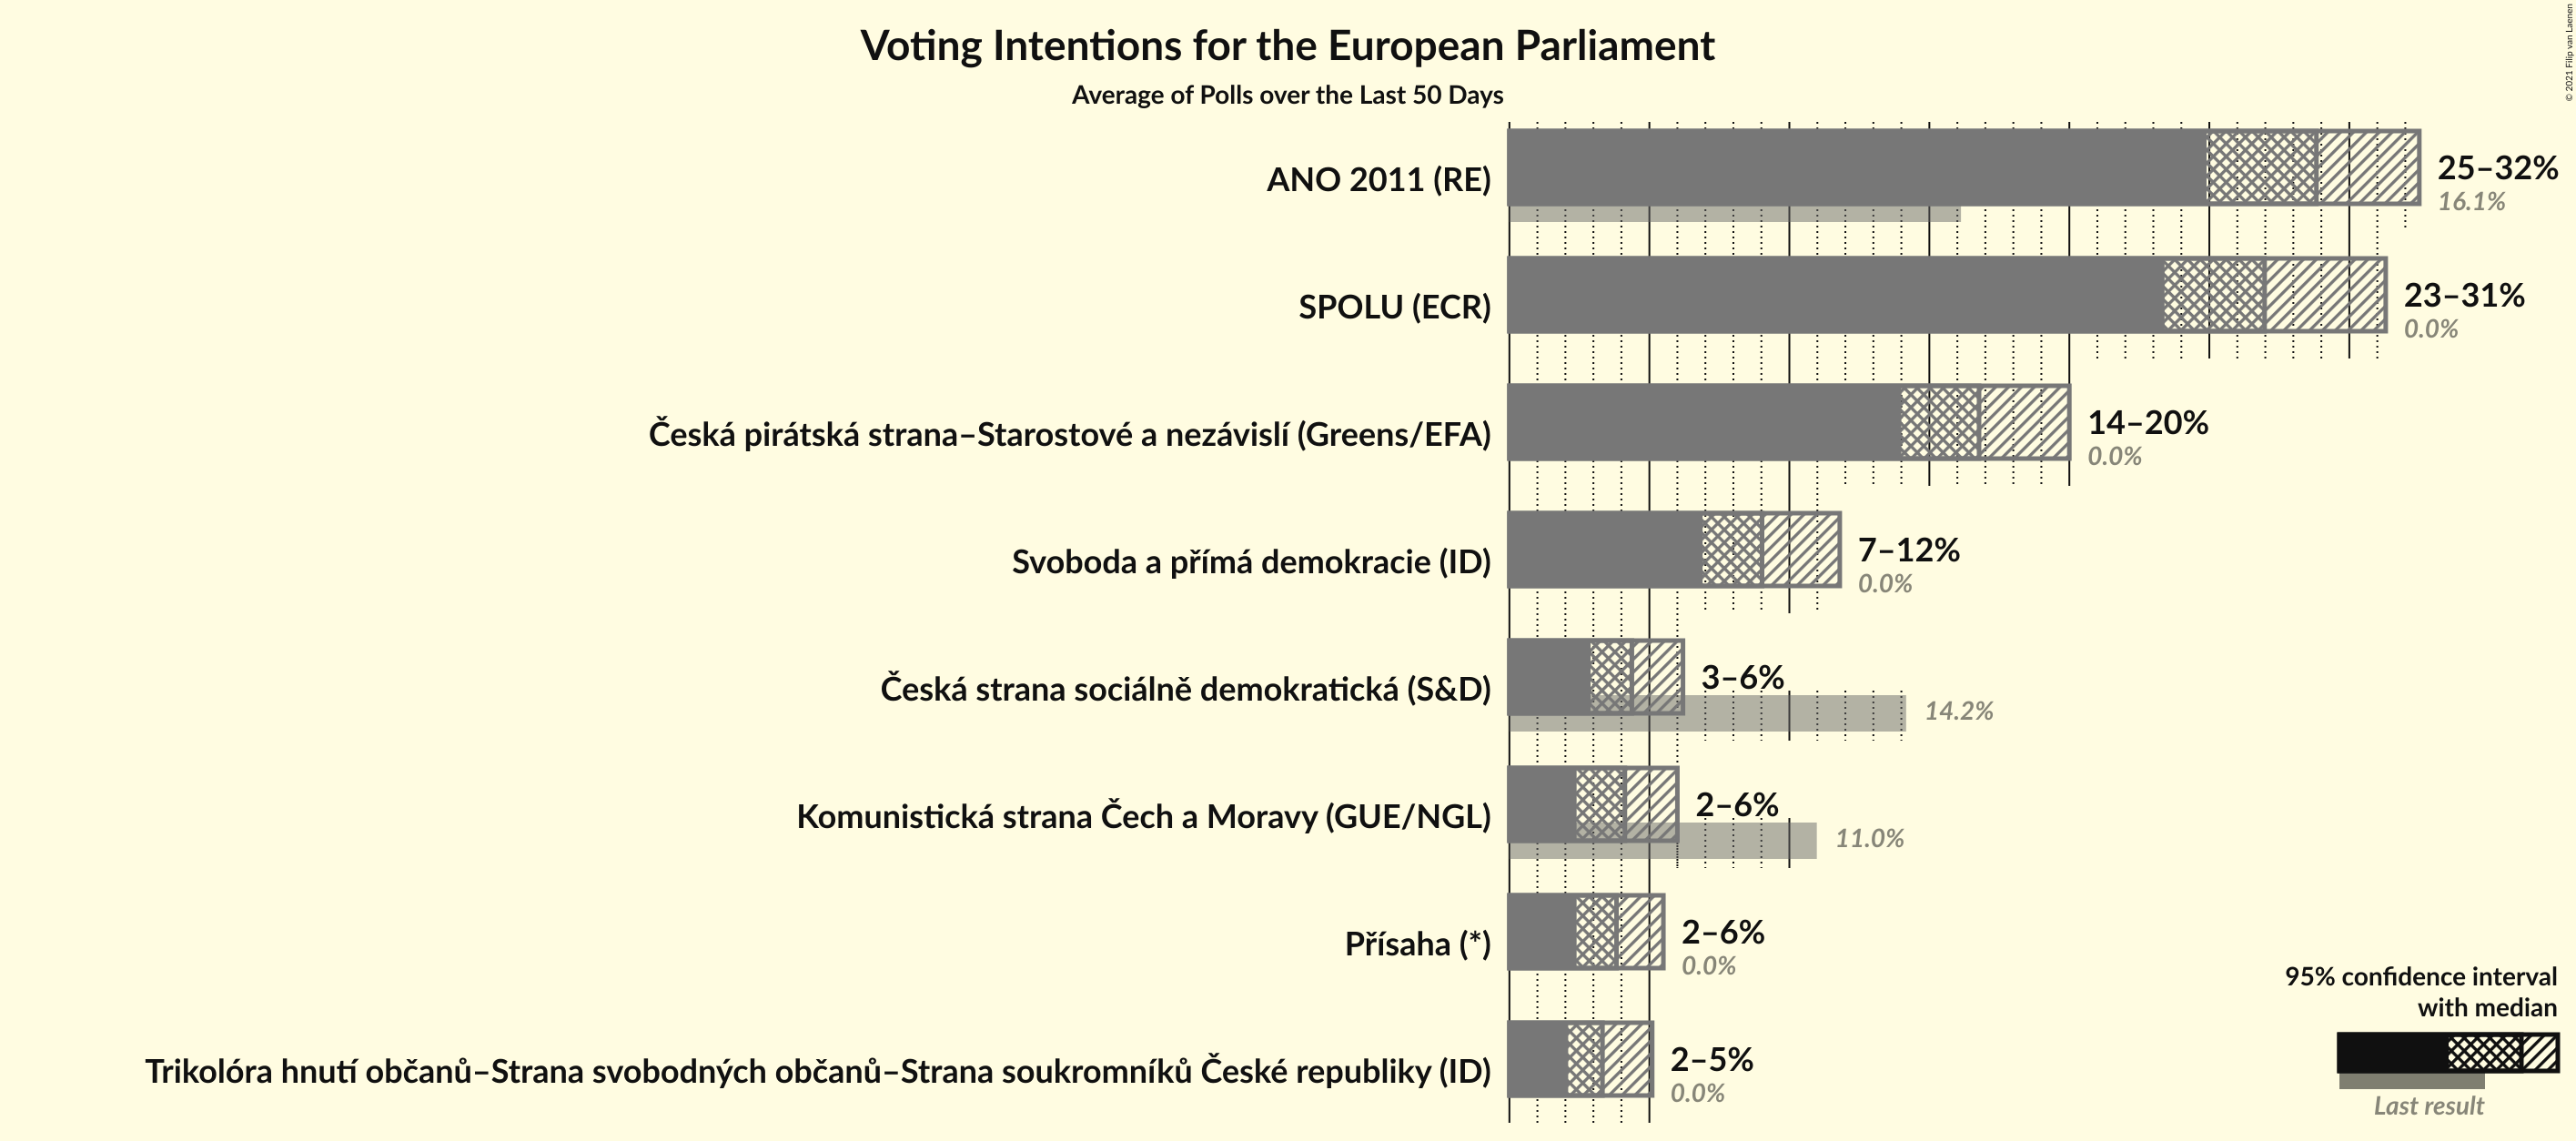 Voting Intentions for the European Parliament
Average of Polls over the Last 50 Days
© 2021 Filip van Laenen
ANO 2011 (RE)
25–32%
16.1%
SPOLU (ECR)
23–31%
0.0%
Česká pirátská strana–Starostové a nezávislí (Greens/EFA)
14–20%
0.0%
Svoboda a přímá demokracie (ID)
7–12%
0.0%
Česká strana sociálně demokratická (S&D)
3–6%
14.2%
Komunistická strana Čech a Moravy (GUE/NGL)
2–6%
11.0%
Přísaha (*)
2–6%
0.0%
Trikolóra hnutí občanů–Strana svobodných občanů–Strana soukromníků České republiky (ID)
2–5%
0.0%
95% confidence interval
with median
Last result